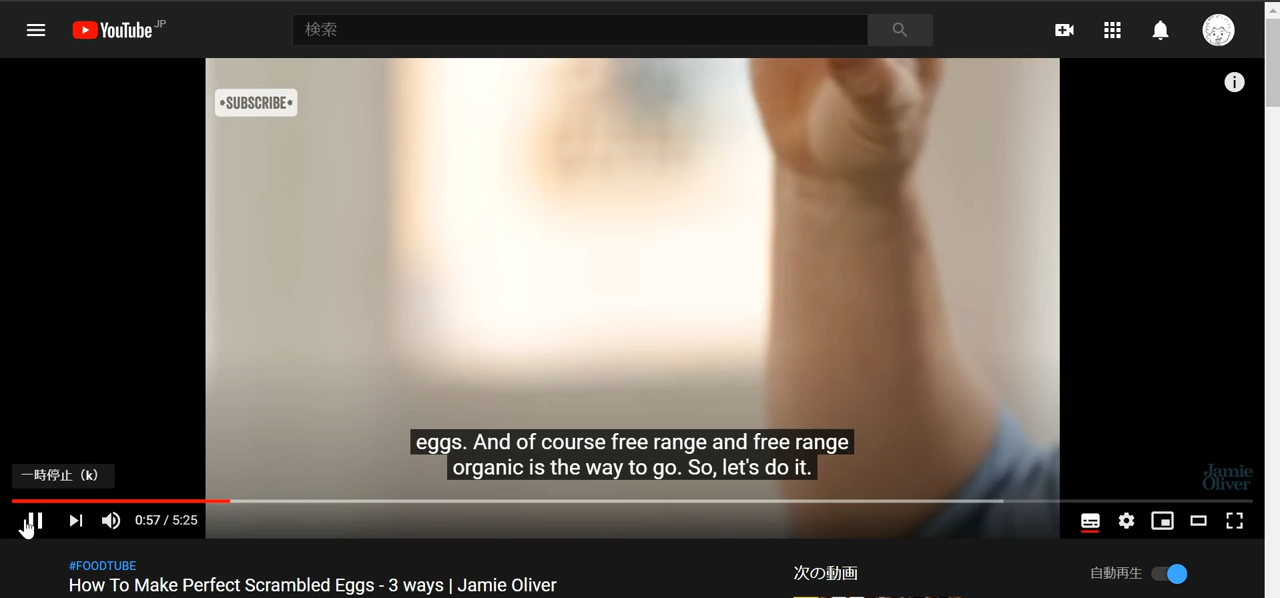 YouTube JP
検索
•SUBSCRIBE•
i
eggs. And of course free range and free range
organic is the way to go. So, let's do it.
一時停止 (k)
Jamie
Oliver
0:57 / 5:25
#FOODTUBE
How To Make Perfect Scrambled Eggs - 3 ways | Jamie Oliver
次の動画
自動再生